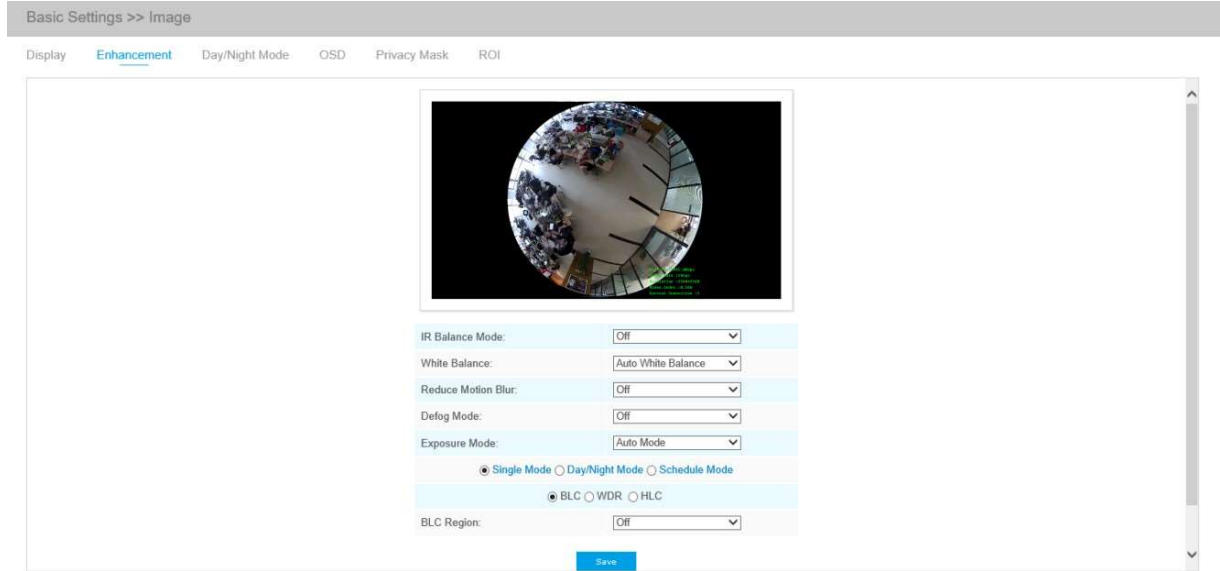 Basic Settings >> Image
Display Enhancement Day/Night Mode OSD Privacy Mask ROI
IR Balance Mode: Off
White Balance: Auto White Balance
Reduce Motion Blur: Off
Defog Mode: Off
Exposure Mode: Auto Mode
Single Mode Day/Night Mode Schedule Mode
BLC WDR HLC
BLC Region: Off
Save